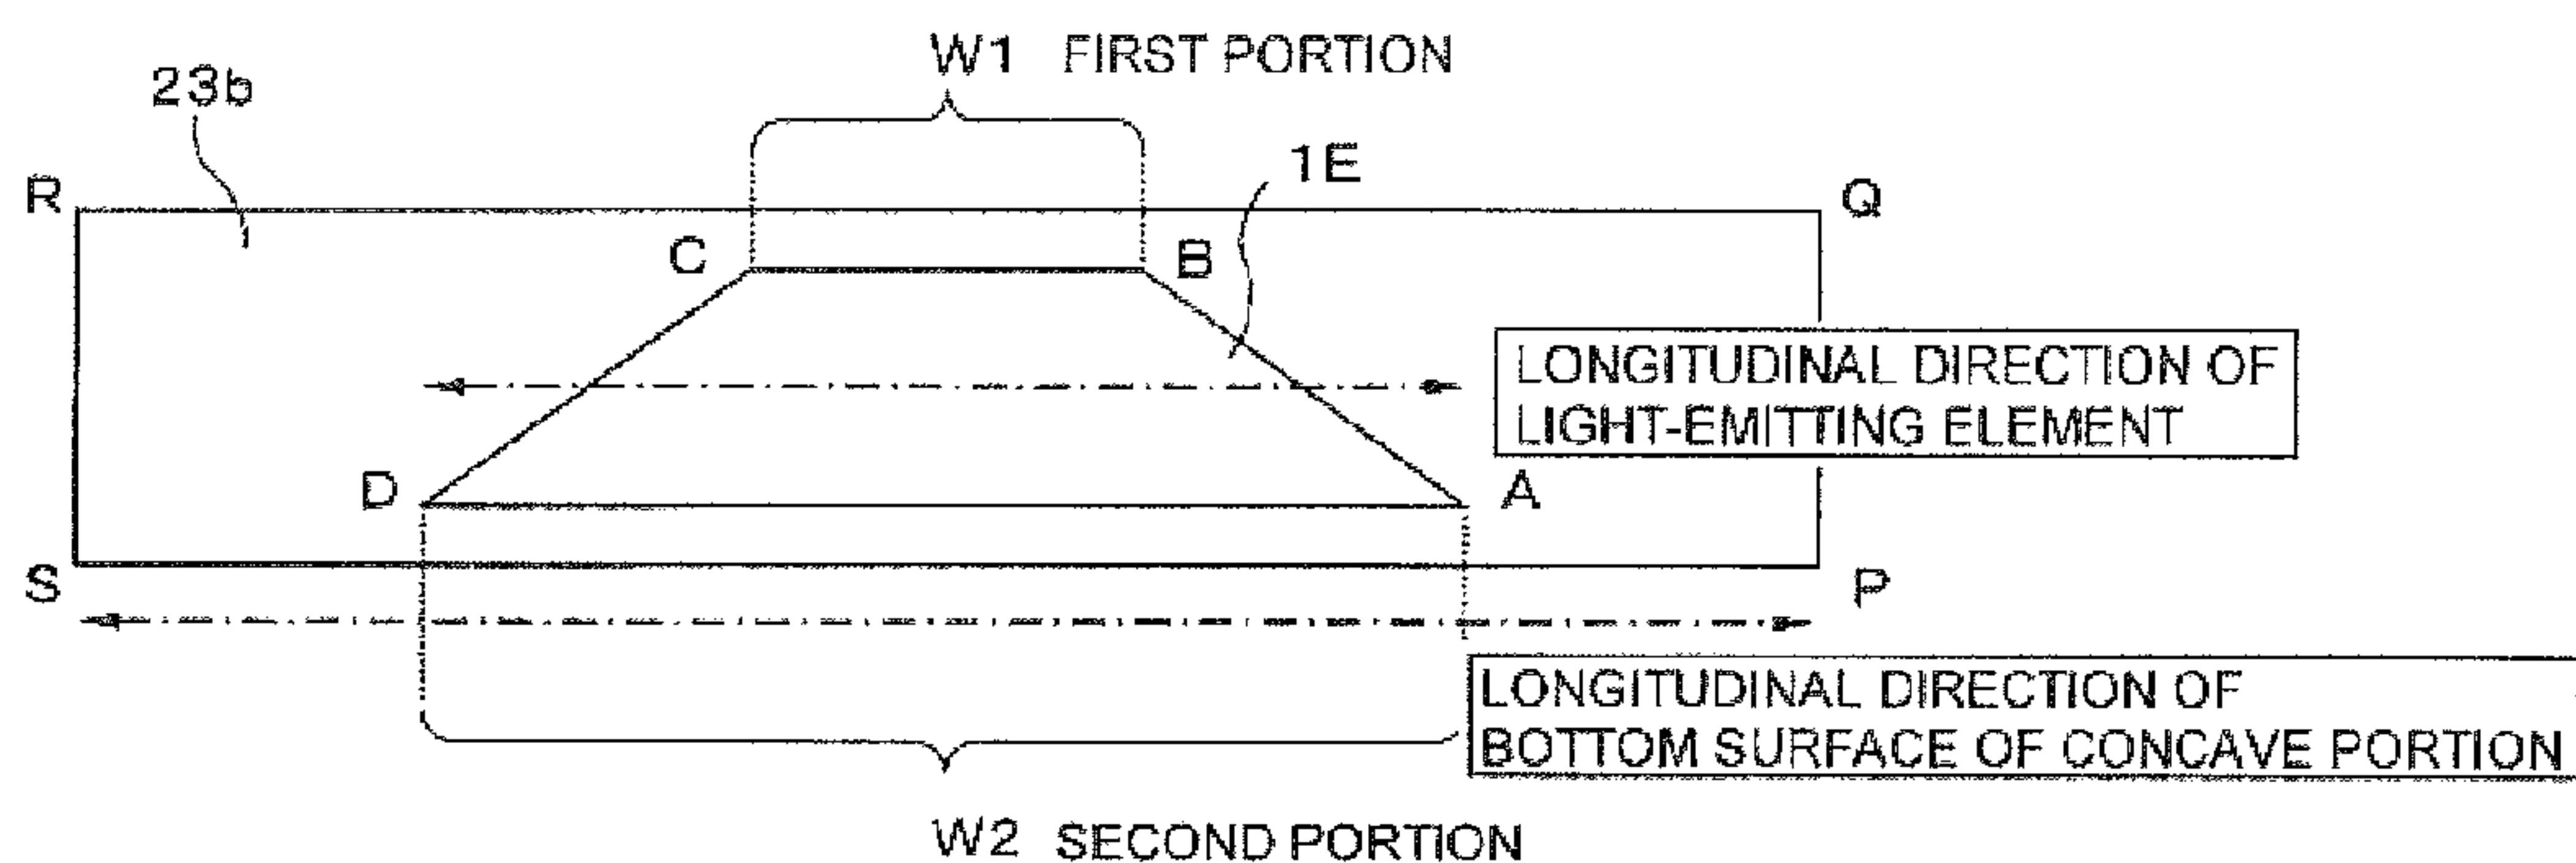 W1 FIRST PORTION
23b
1E
R
Q
C
B
LONGITUDINAL DIRECTION OF
LIGHT-EMITTING ELEMENT
D
A
S
P
LONGITUDINAL DIRECTION OF
BOTTOM SURFACE OF CONCAVE PORTION
W2 SECOND PORTION